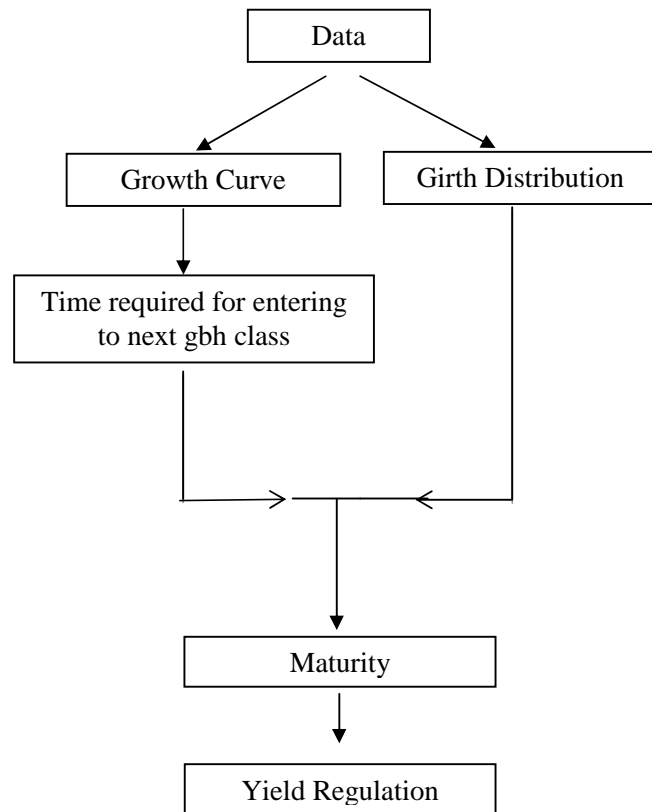 Data
Growth Curve
Girth Distribution
Time required for entering
to next gbh class
Maturity
Yield Regulation